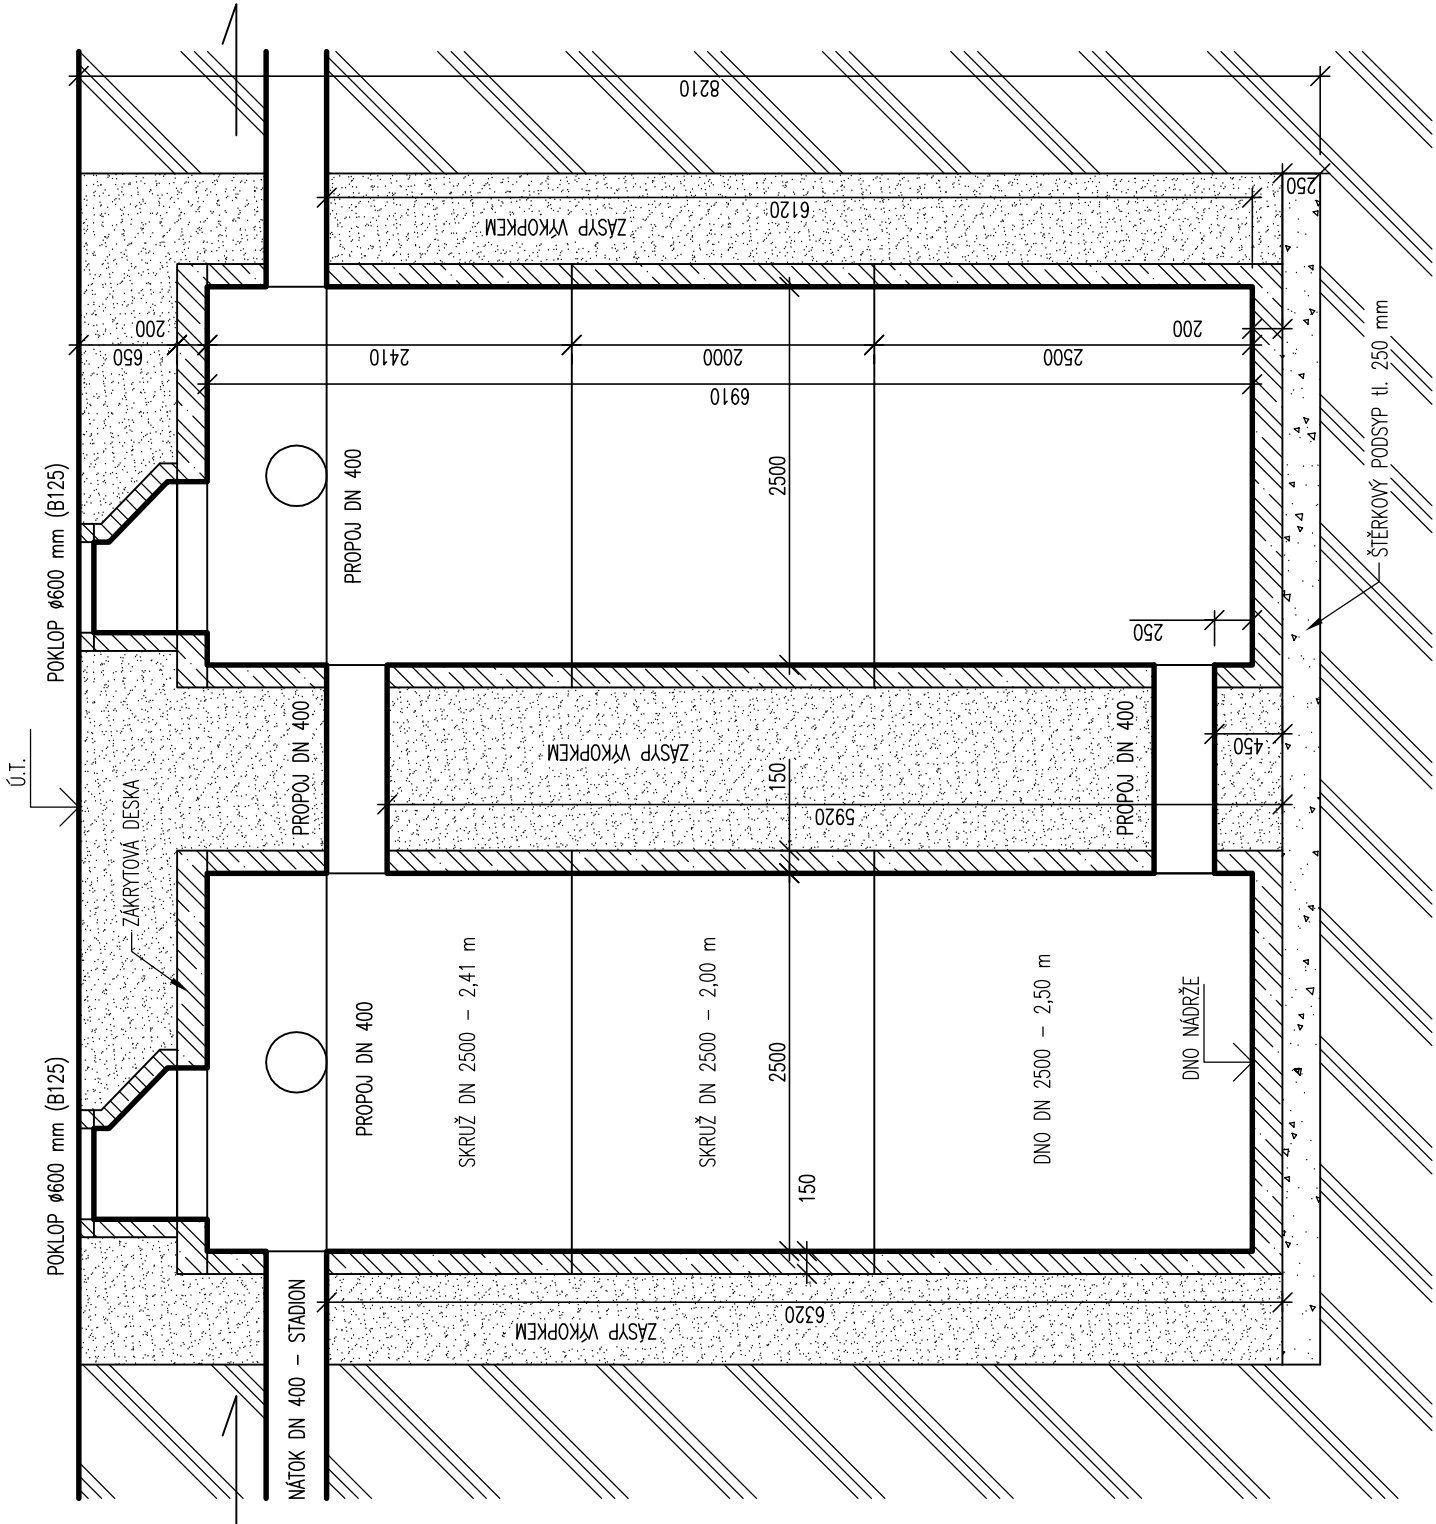 Ú.T.
POKLOP ø600 mm (B125)
POKLOP ø600 mm (B125)
ZÁKRYTOVÁ DESKA
650
200
NÁTOK DN 400 - STADION
PROPOJ DN 400
PROPOJ DN 400
PROPOJ DN 400
2410
SKRUŽ DN 2500 - 2,41 m
ZÁSYP VÝKOPKEM
ZÁSYP VÝKOPKEM
ZÁSYP VÝKOPKEM
8210
SKRUŽ DN 2500 - 2,00 m
2000
6910
6120
150
2500
150
2500
6320
5920
DNO DN 2500 - 2,50 m
2500
PROPOJ DN 400
250
DNO NÁDRŽE
200
450
250
ŠTĚRKOVÝ PODSYP tl. 250 mm